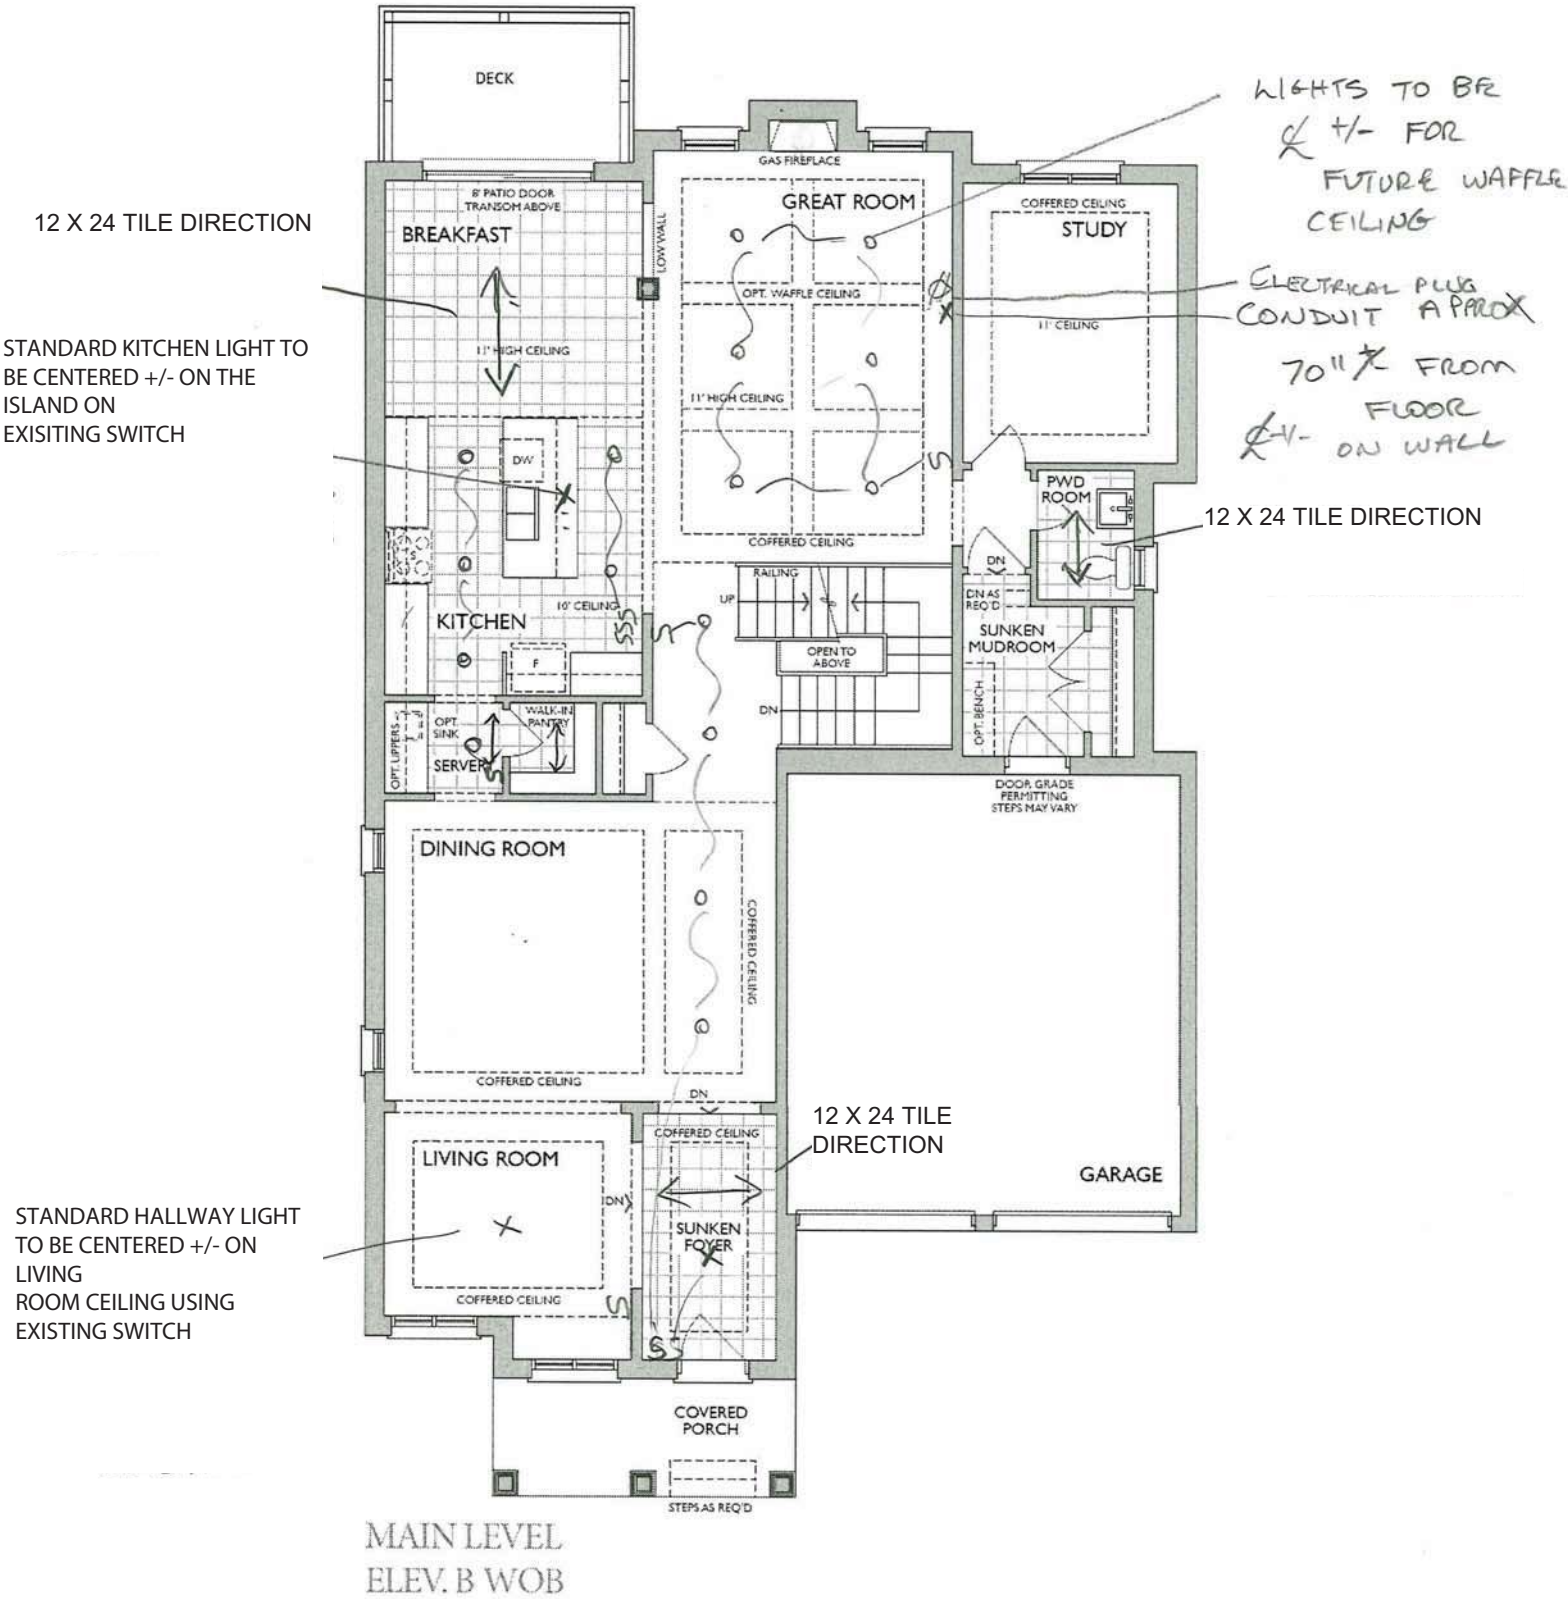 DECK
LIGHTS TO BE
℄ +/- FOR
FUTURE WAFFLE
CEILING
GAS FIREPLACE
8' PATIO DOOR
TRANSOM ABOVE
12 X 24 TILE DIRECTION
BREAKFAST
LOW WALL
GREAT ROOM
COFFERED CEILING
STUDY
OPT. WAFFLE CEILING
ELECTRICAL PLUG
CONDUIT APPROX
70" +/- FROM
FLOOR
℄ +/- ON WALL
11' CEILING
11' HIGH CEILING
STANDARD KITCHEN LIGHT TO
BE CENTERED +/- ON THE
ISLAND ON
EXISITING SWITCH
11' HIGH CEILING
DW
S
PWD
ROOM
12 X 24 TILE DIRECTION
S
COFFERED CEILING
RAILING
UP
DN
DN AS
REQ'D
10' CEILING
KITCHEN
SSS
S
F
SUNKEN
MUDROOM
OPEN TO
ABOVE
OPT. BENCH
DN
OPT. UPPERS
OPT.
SINK
WALK-IN
PANTRY
SERVER
S
DOOR, GRADE
PERMITTING
STEPS MAY VARY
DINING ROOM
COFFERED CEILING
COFFERED CEILING
DN
12 X 24 TILE
DIRECTION
COFFERED CEILING
LIVING ROOM
GARAGE
DN
STANDARD HALLWAY LIGHT
TO BE CENTERED +/- ON
LIVING
ROOM CEILING USING
EXISTING SWITCH
SUNKEN
FOYER
COFFERED CEILING
S
SS
COVERED
PORCH
STEPS AS REQ'D
MAIN LEVEL
ELEV. B WOB